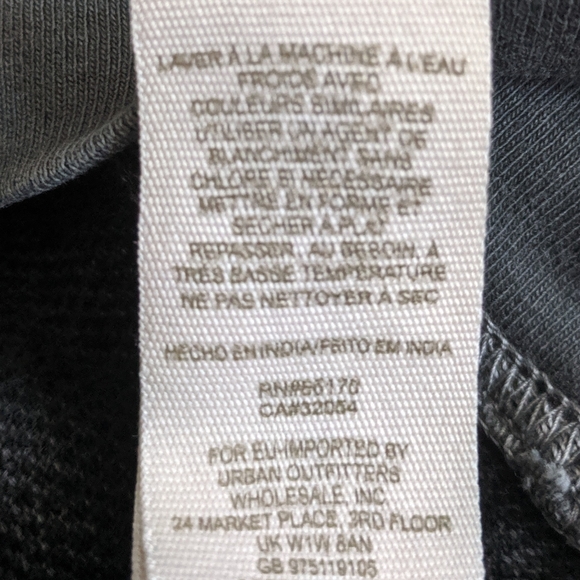 LAVER À LA MACHINE À L'EAU
FROIDE AVEC
COULEURS SIMILAIRES
UTILISER UN AGENT DE
BLANCHIMENT SANS
CHLORE SI NÉCESSAIRE
METTRE EN FORME ET
SÉCHER À PLAT
REPASSER, AU BESOIN, À
TRÈS BASSE TEMPÉRATURE
NE PAS NETTOYER À SEC
HECHO EN INDIA/FEITO EM INDIA
RN#66170
CA#32054
FOR EU-IMPORTED BY
URBAN OUTFITTERS
WHOLESALE, INC
24 MARKET PLACE, 3RD FLOOR
UK W1W 8AN
GB 975119105